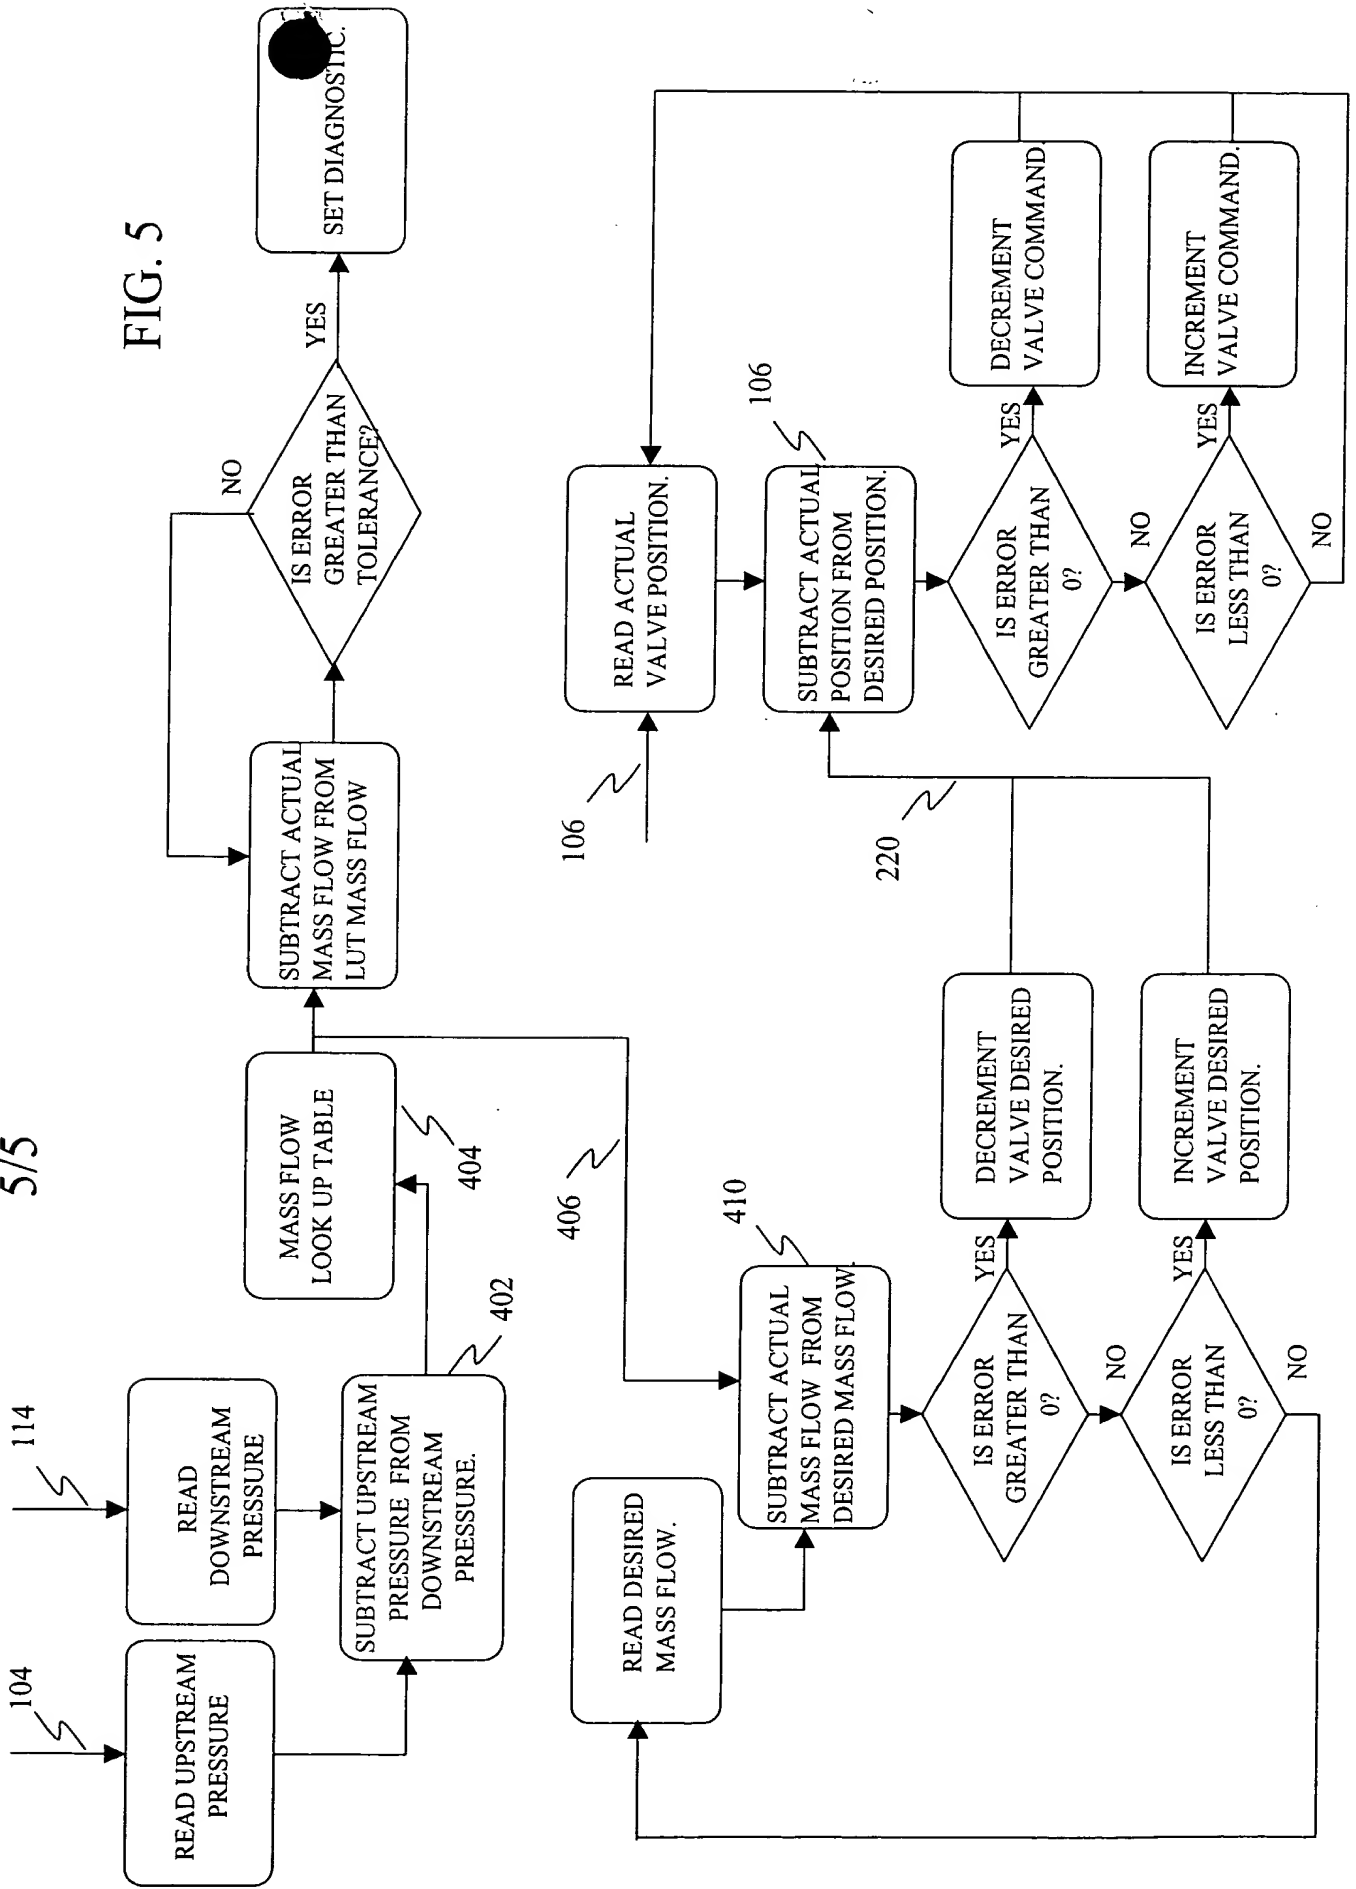 5/5
FIG. 5
104
READ UPSTREAM
PRESSURE
114
READ
DOWNSTREAM
PRESSURE
SUBTRACT UPSTREAM
PRESSURE FROM
DOWNSTREAM
PRESSURE.
402
MASS FLOW
LOOK UP TABLE
404
SUBTRACT ACTUAL
MASS FLOW FROM
LUT MASS FLOW
IS ERROR
GREATER THAN
TOLERANCE?
NO
YES
SET DIAGNOSTIC.
406
READ DESIRED
MASS FLOW.
410
SUBTRACT ACTUAL
MASS FLOW FROM
DESIRED MASS FLOW.
IS ERROR
GREATER THAN
0?
YES
DECREMENT
VALVE DESIRED
POSITION.
NO
IS ERROR
LESS THAN
0?
YES
INCREMENT
VALVE DESIRED
POSITION.
NO
220
106
READ ACTUAL
VALVE POSITION.
106
SUBTRACT ACTUAL
POSITION FROM
DESIRED POSITION.
IS ERROR
GREATER THAN
0?
YES
DECREMENT
VALVE COMMAND.
NO
IS ERROR
LESS THAN
0?
YES
INCREMENT
VALVE COMMAND.
NO